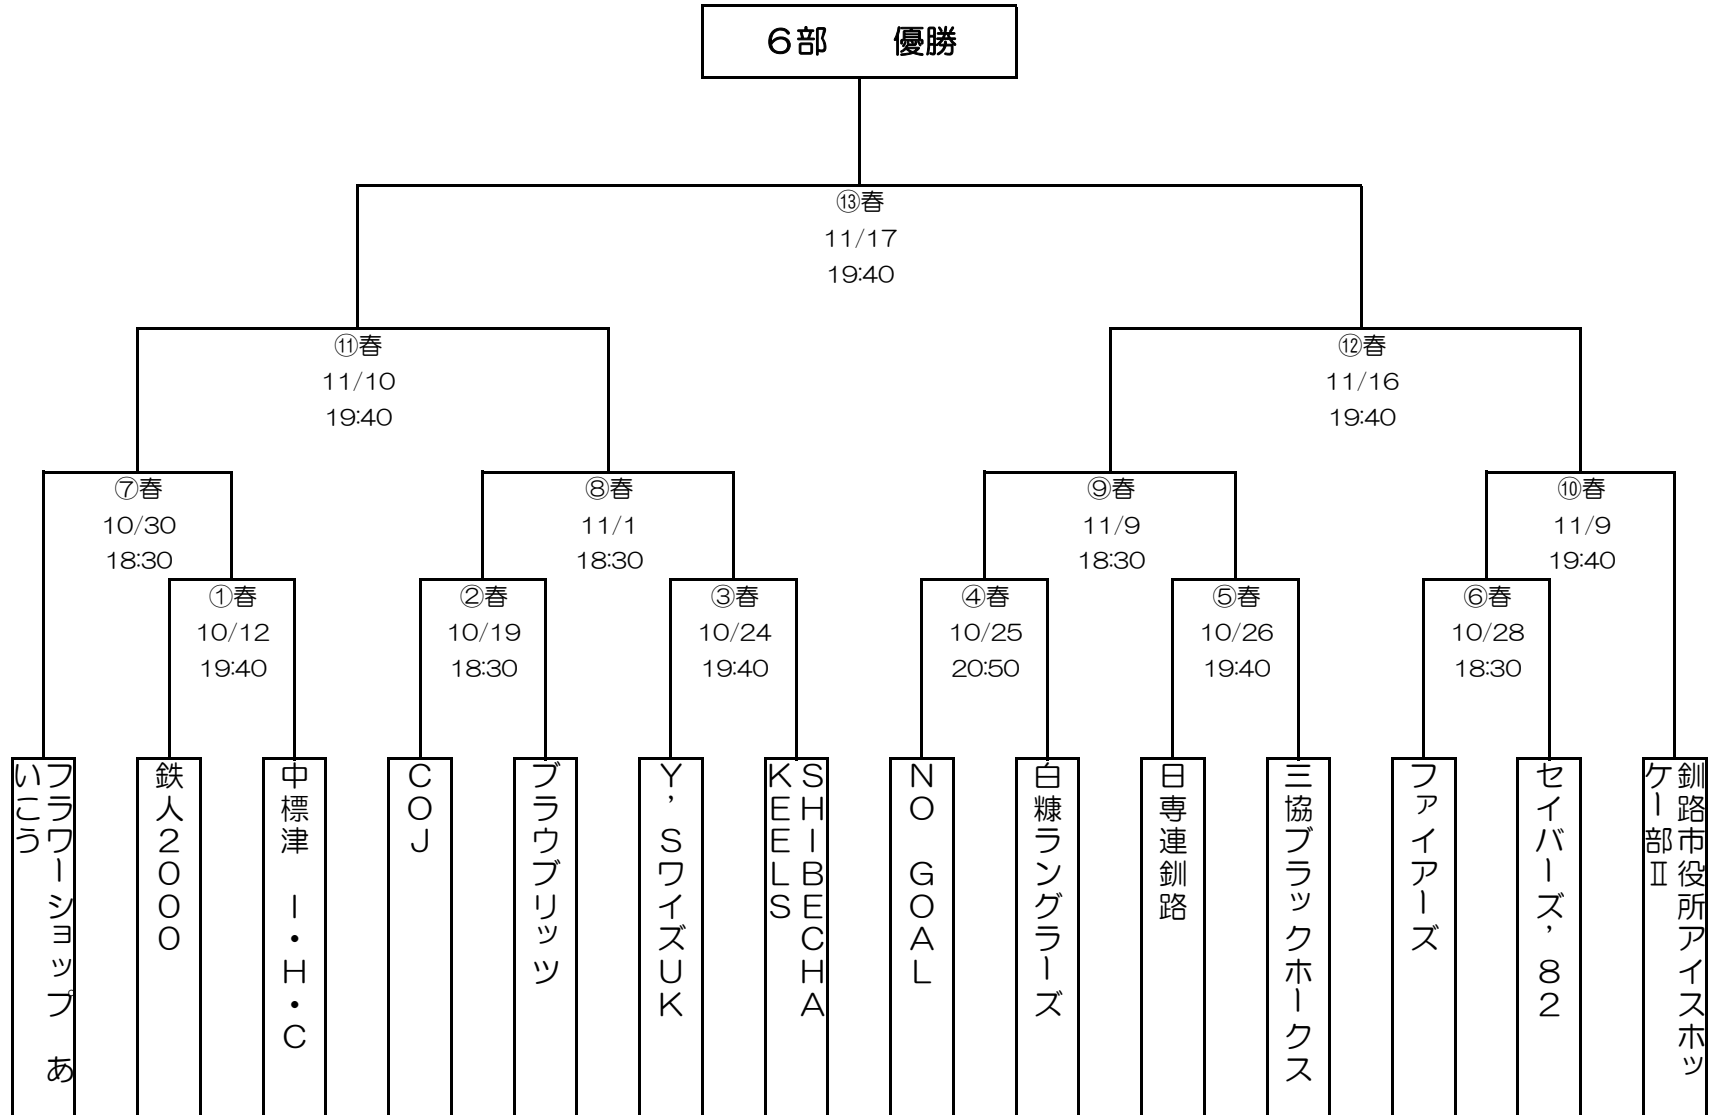 ６部　　優勝
⑬春
11/17
19:40
⑪春
11/10
19:40
⑫春
11/16
19:40
⑦春
10/30
18:30
⑧春
11/1
18:30
⑨春
11/9
18:30
⑩春
11/9
19:40
①春
10/12
19:40
②春
10/19
18:30
③春
10/24
19:40
④春
10/25
20:50
⑤春
10/26
19:40
⑥春
10/28
18:30
フラワーショップ　あ
いこう
鉄人２０００
中標津　Ｉ・Ｈ・Ｃ
ＣＯＪ
ブラウブリッツ
Ｙ’ＳワイズＵＫ
ＳＨＩＢＥＣＨＡ
ＫＥＥＬＳ
ＮＯ　ＧＯＡＬ
白糠ラングラーズ
日専連釧路
三協ブラックホークス
ファイアーズ
セイバーズ’８２
釧路市役所アイスホッ
ケー部Ⅱ